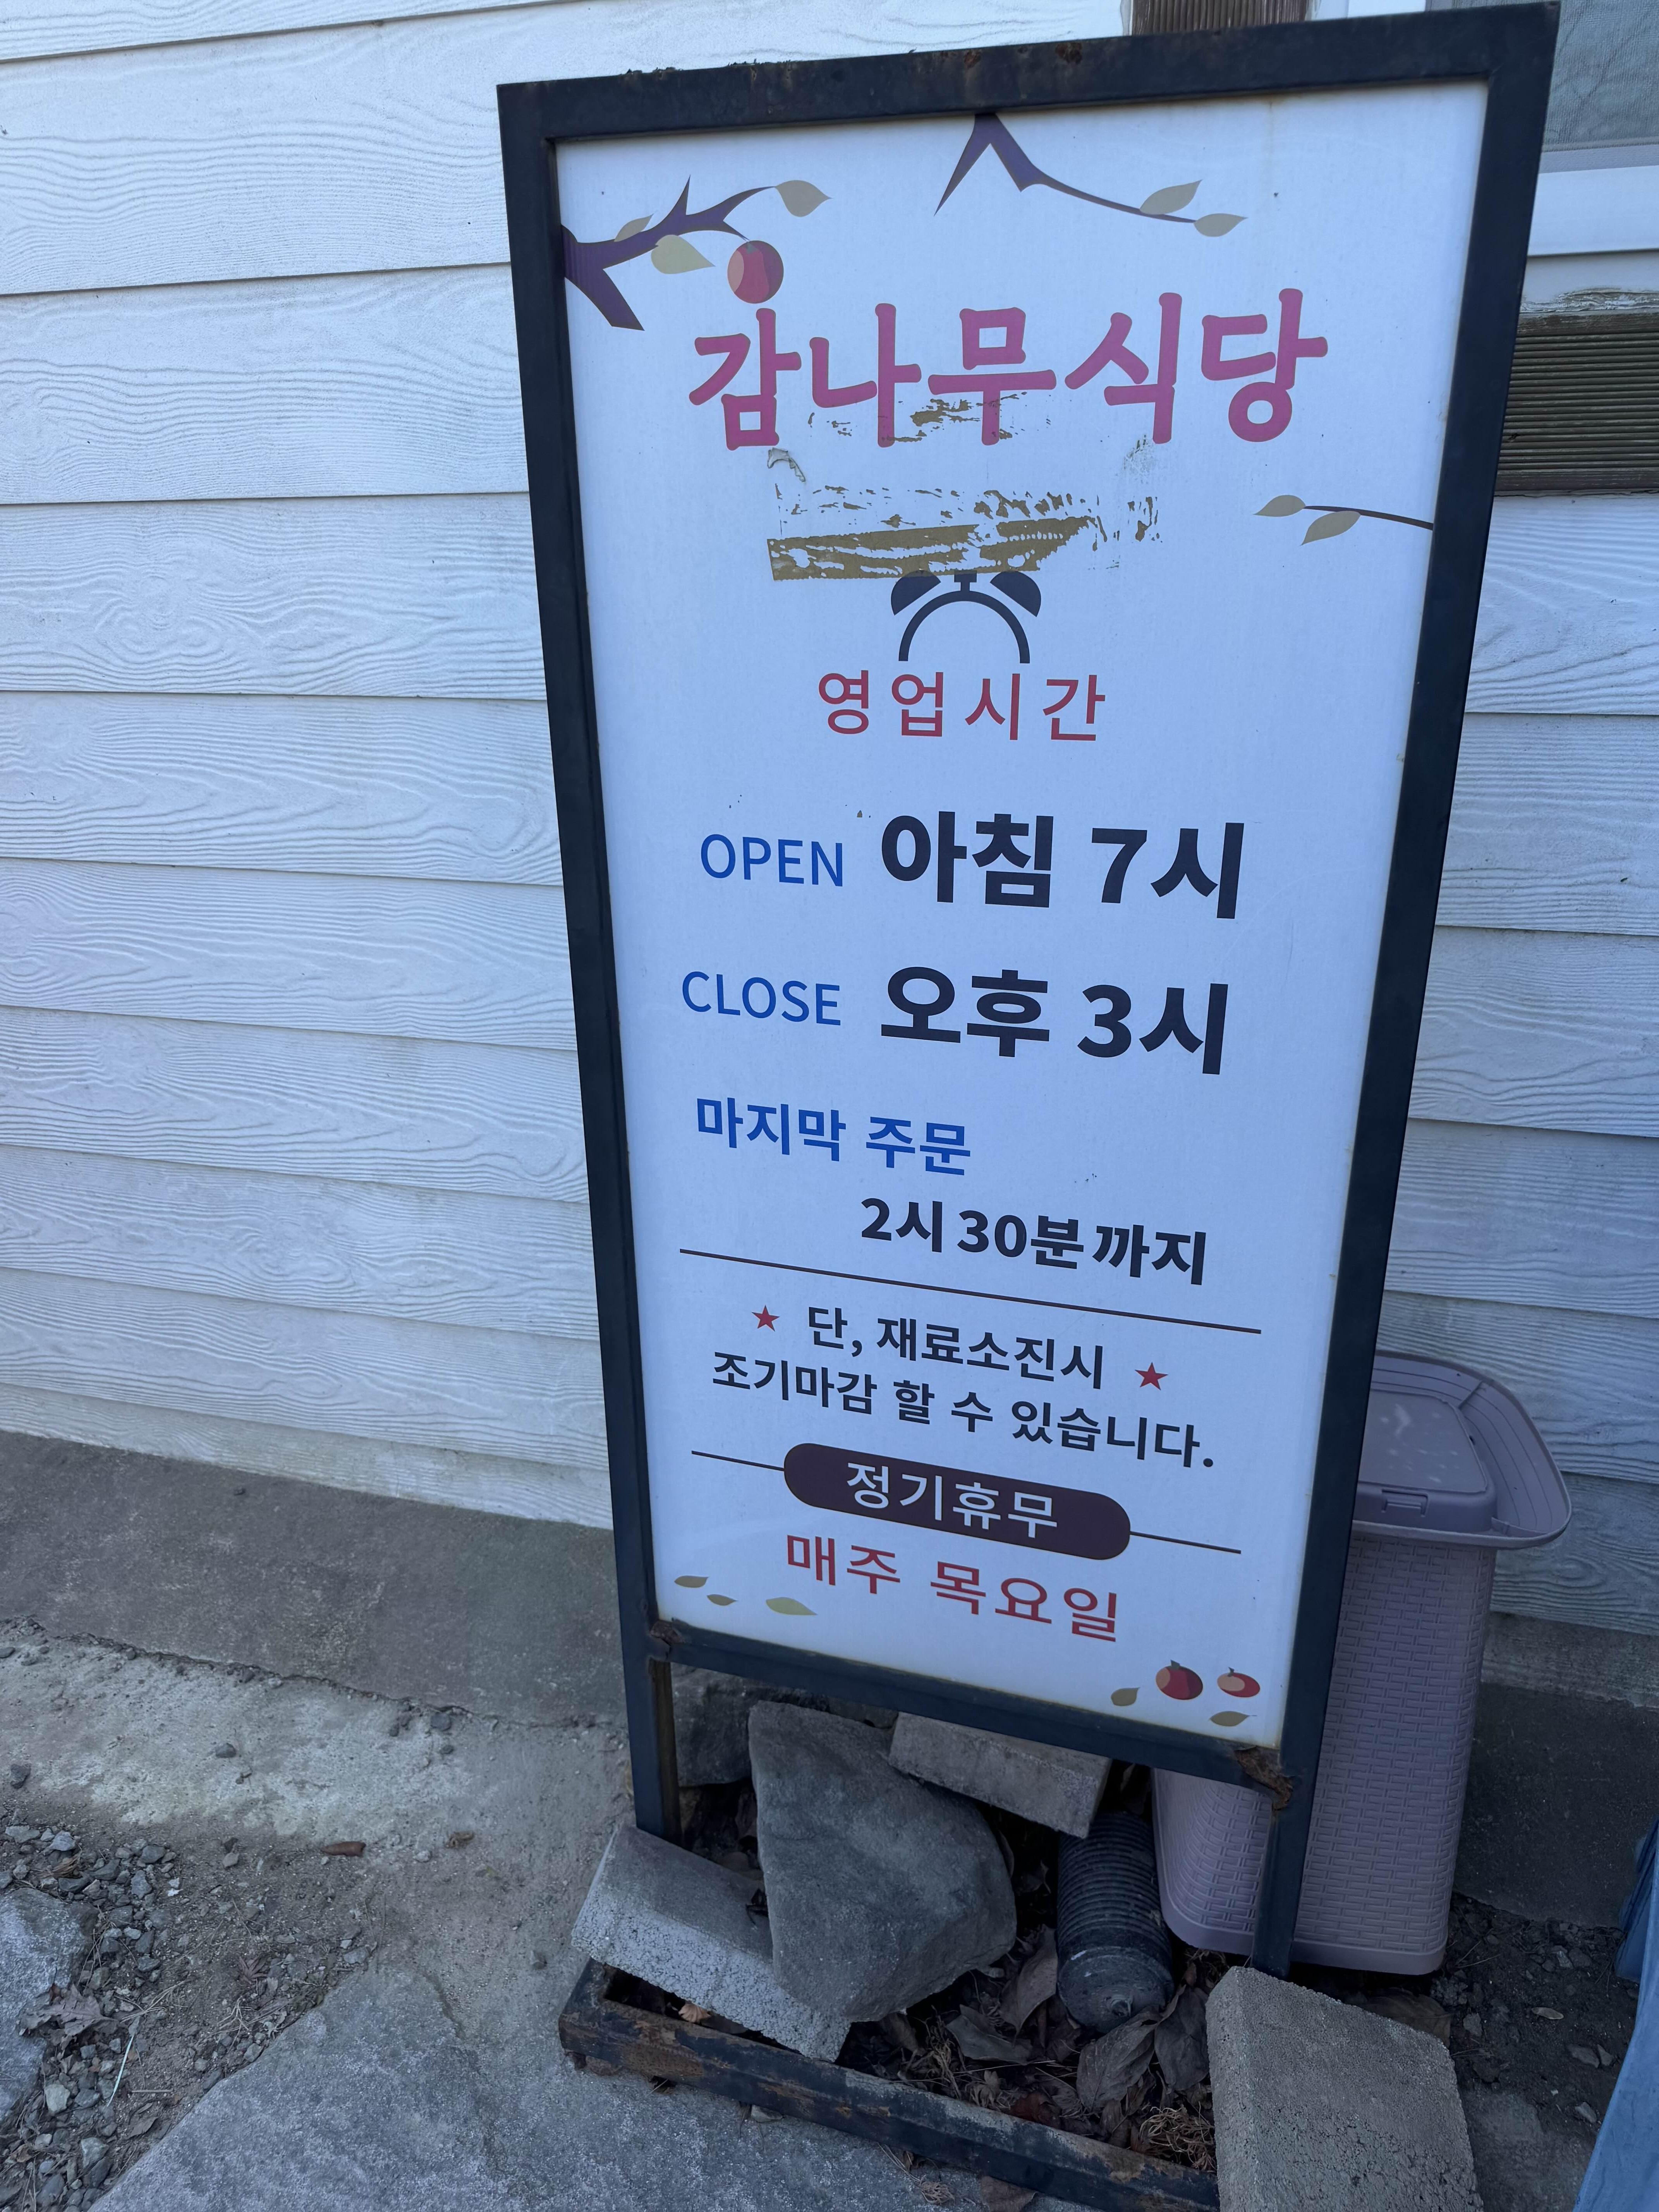 감나무식당
영업시간
OPEN 아침 7시
CLOSE 오후 3시
마지막 주문
2시30분까지
★ 단, 재료소진시 ★
조기마감 할 수 있습니다.
정기휴무
매주 목요일